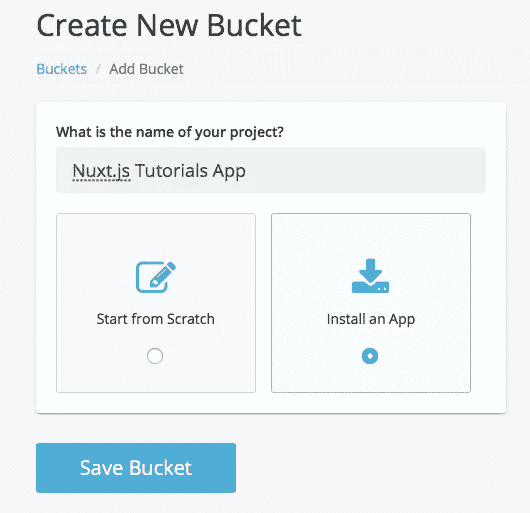 Create New Bucket
Buckets / Add Bucket
What is the name of your project?
Nuxt.js Tutorials App
Start from Scratch
Install an App
Save Bucket